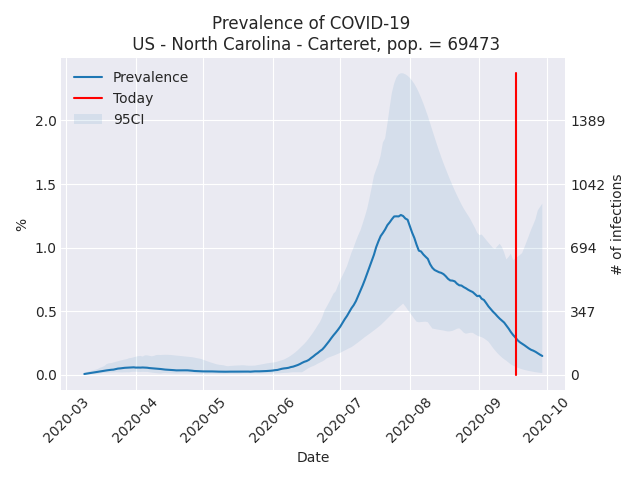 Prevalence of COVID-19
US - North Carolina - Carteret, pop. = 69473
Prevalence
Today
95CI
2.0
1.5
1.0
0.5
0.0
%
1389
1042
694
347
0
# of infections
2020-03
2020-04
2020-05
2020-06
2020-07
2020-08
2020-09
2020-10
Date